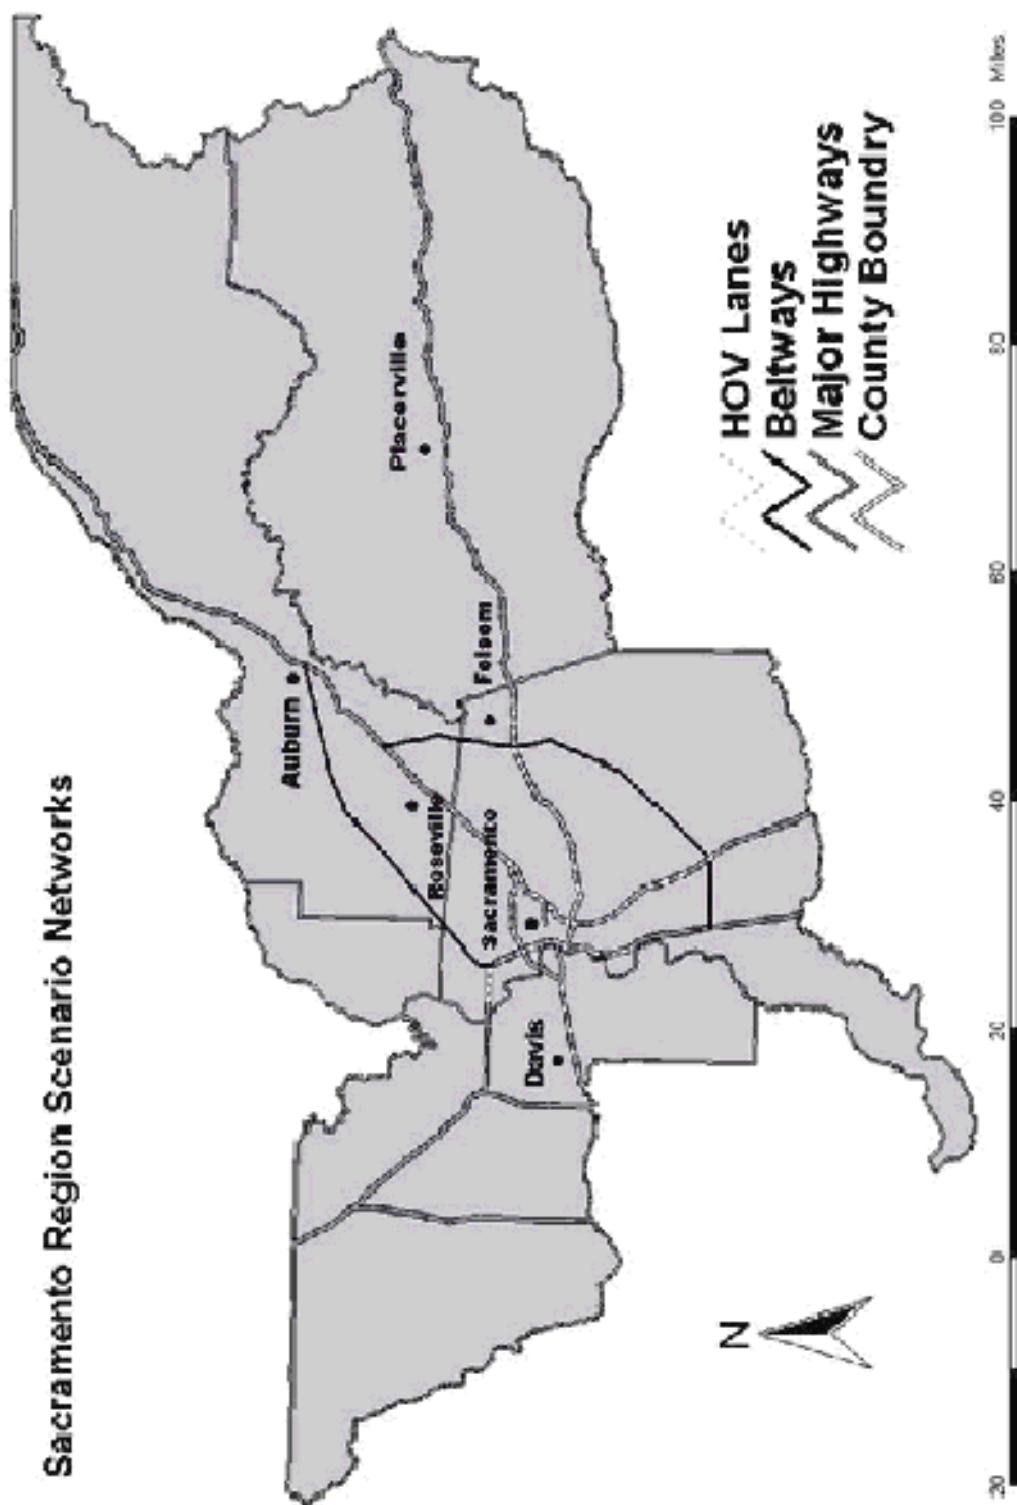 Sacramento Region Scenario Networks
Auburn
Placerville
Roseville
Folsom
Sacramento
Davis
HOV Lanes
Beltways
Major Highways
County Boundry
N
20 0 20 40 60 80 100 Miles